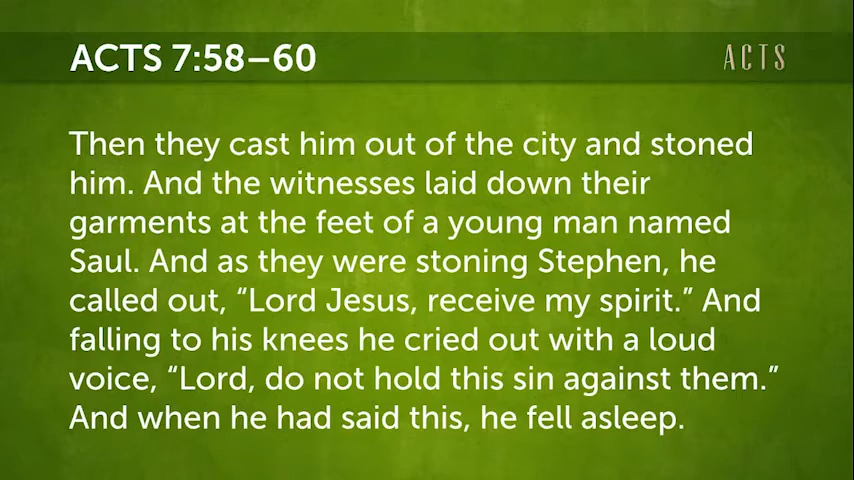 ACTS 7:58–60
ACTS
Then they cast him out of the city and stoned
him. And the witnesses laid down their
garments at the feet of a young man named
Saul. And as they were stoning Stephen, he
called out, “Lord Jesus, receive my spirit.” And
falling to his knees he cried out with a loud
voice, “Lord, do not hold this sin against them.”
And when he had said this, he fell asleep.